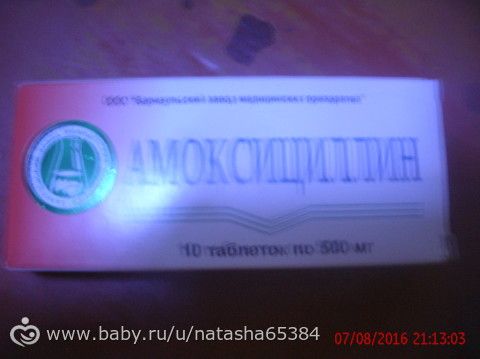 ООО "Барнаульский завод медицинских препаратов"
АМОКСИЦИЛЛИН
10 таблеток по 500 мг
www.baby.ru/u/natasha65384
07/08/2016 21:13:03